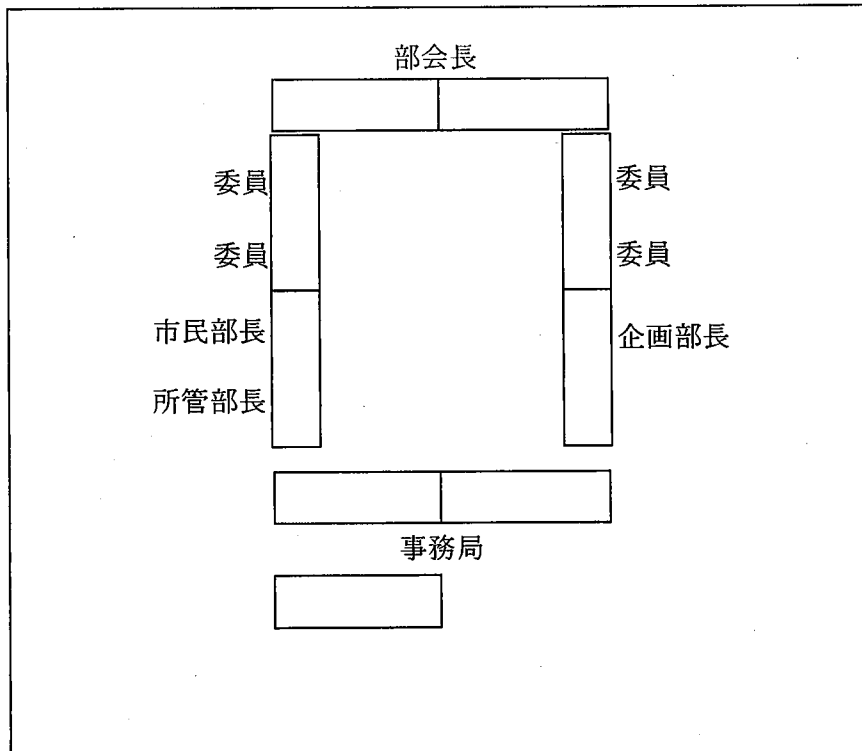 部会長
委員
委員
委員
委員
市民部長
企画部長
所管部長
事務局